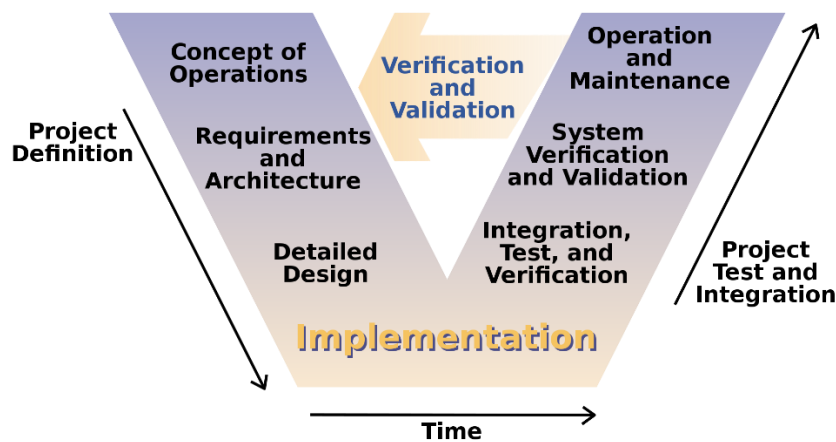 Concept of
Operations
Verification
and
Validation
Operation
and
Maintenance
Project
Definition
Requirements
and
Architecture
System
Verification
and Validation
Detailed
Design
Integration,
Test, and
Verification
Project
Test and
Integration
Implementation
Time